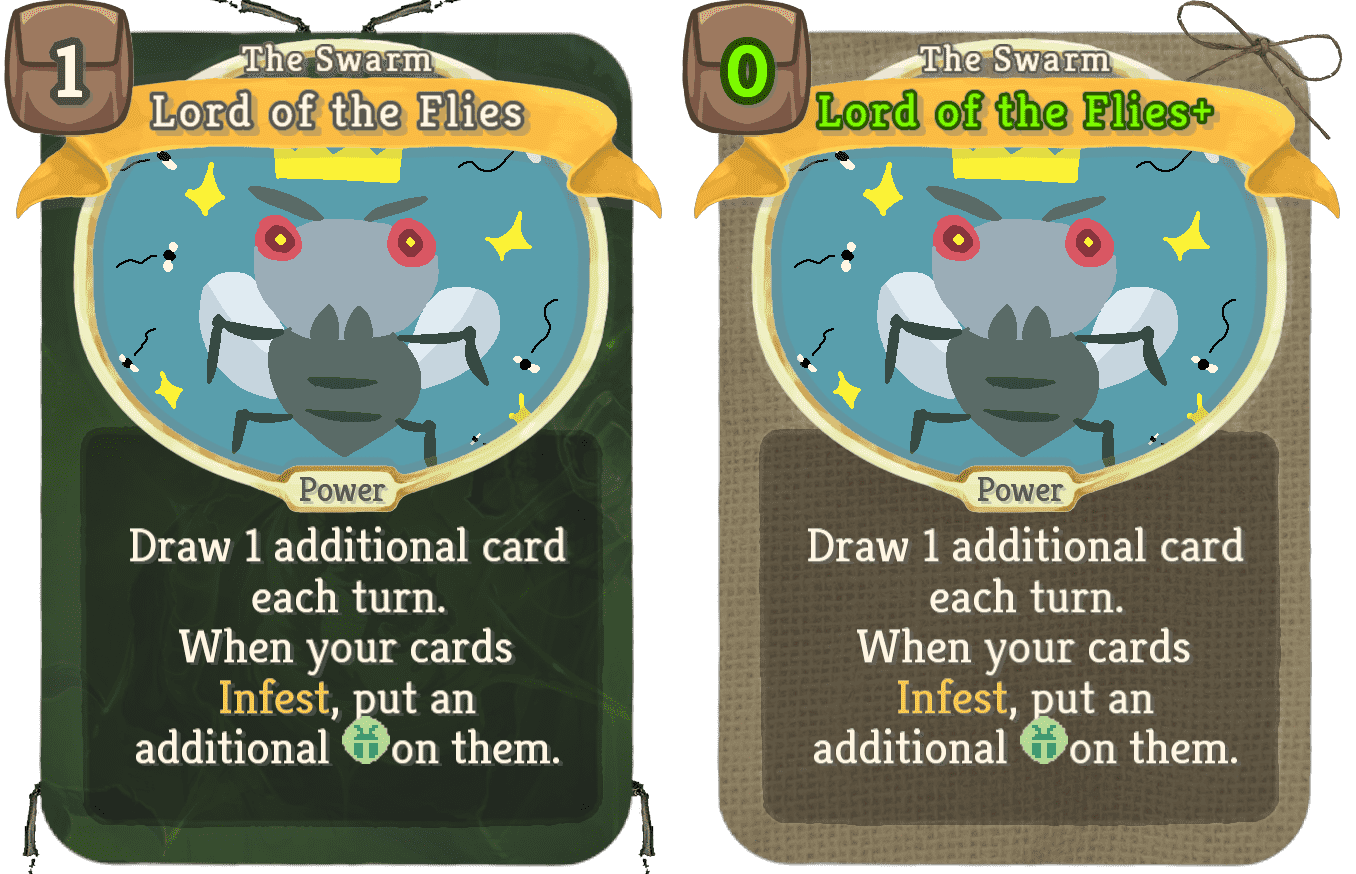 1
The Swarm
Lord of the Flies
Power
Draw 1 additional card
each turn.
When your cards
Infest, put an
additional on them.
0
The Swarm
Lord of the Flies+
Power
Draw 1 additional card
each turn.
When your cards
Infest, put an
additional on them.